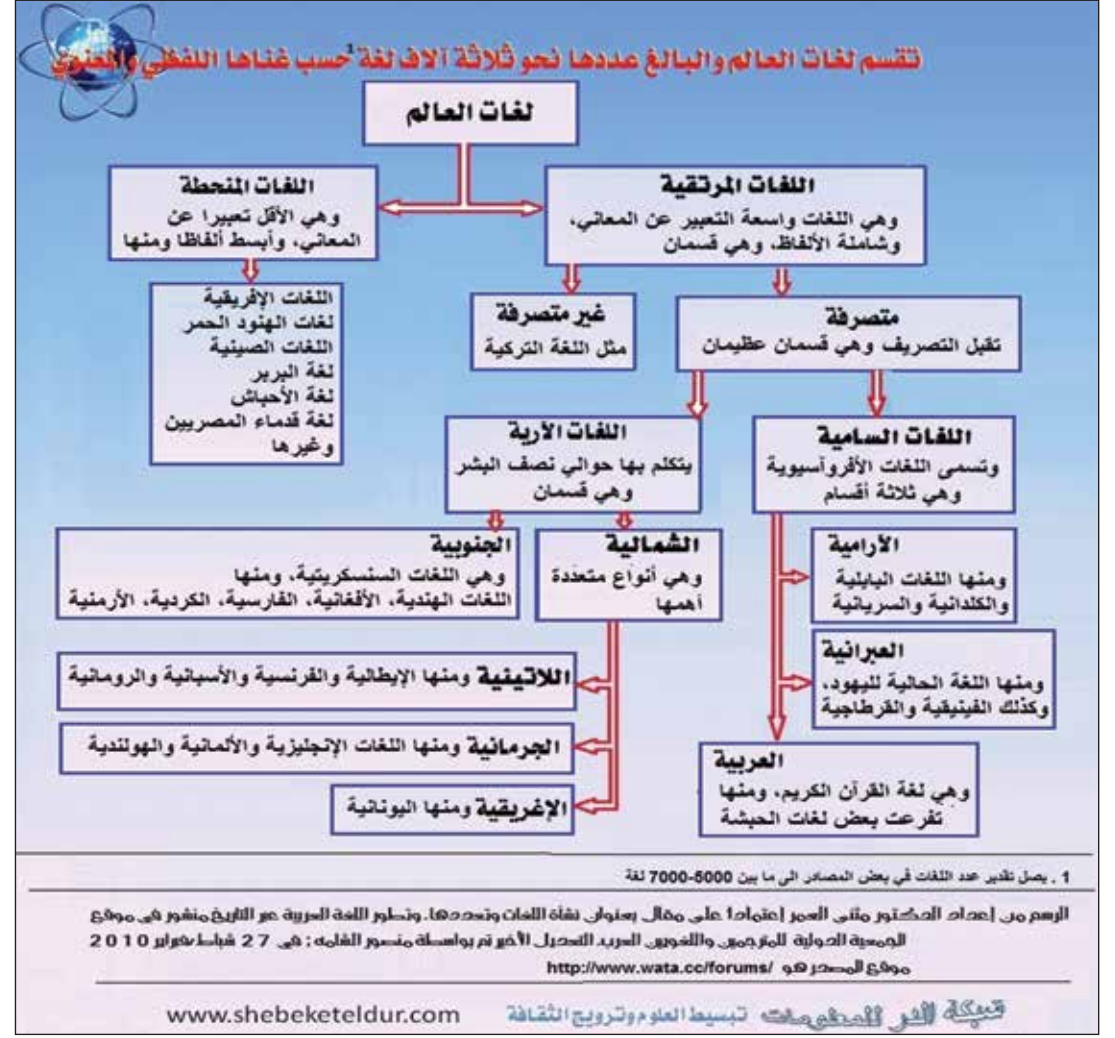 تقسم لغات العالم والبالغ عددها نحو ثلاثة آلاف لغة¹ حسب غناها اللفظي والمعنوي
لغات العالم
اللغات المرتقية
وهي اللغات واسعة التعبير عن المعاني،
وشاملة الألفاظ، وهي قسمان
اللغات المنحطة
وهي الأقل تعبيرا عن
المعاني، وأبسط ألفاظا ومنها
اللغات الإفريقية
لغات الهنود الحمر
اللغات الصينية
لغة البربر
لغة الأحباش
لغة قدماء المصريين
وغيرها
غير متصرفة
مثل اللغة التركية
متصرفة
تقبل التصريف وهي قسمان عظيمان
اللغات الآرية
يتكلم بها حوالي نصف البشر
وهي قسمان
اللغات السامية
وتسمى اللغات الأفروآسيوية
وهي ثلاثة أقسام
الجنوبية
وهي اللغات السنسكريتية، ومنها
اللغات الهندية، الأفغانية، الفارسية، الكردية، الأرمنية
الشمالية
وهي أنواع متعددة
أهمها
الآرامية
ومنها اللغات البابلية
والكلدانية والسريانية
العبرانية
ومنها اللغة الحالية لليهود،
وكذلك الفينيقية والقرطاجية
العربية
وهي لغة القرآن الكريم، ومنها
تفرعت بعض لغات الحبشة
اللاتينية ومنها الإيطالية والفرنسية والأسبانية والرومانية
الجرمانية ومنها اللغات الإنجليزية والألمانية والهولندية
الإغريقية ومنها اليونانية
1 . يصل تقدير عدد اللغات في بعض المصادر الى ما بين 5000-7000 لغة
الرسم من إعداد الدكتور مثنى العمر إعتماداً على مقال بعنوان نشأة اللغات وتعددها. وتطور اللغة العربية عبر التاريخ منشور في موقع
الجمعية الدولية للمترجمين واللغويين العرب التعديل الأخير تم بواسطة منصور الشامه ; في 27 شباط/فبراير 2010
موقع المصدر هو http://www.wata.cc/forums/
شبكة الدر للمعلومات تبسيط العلوم وترويج الثقافة www.shebeketeldur.com